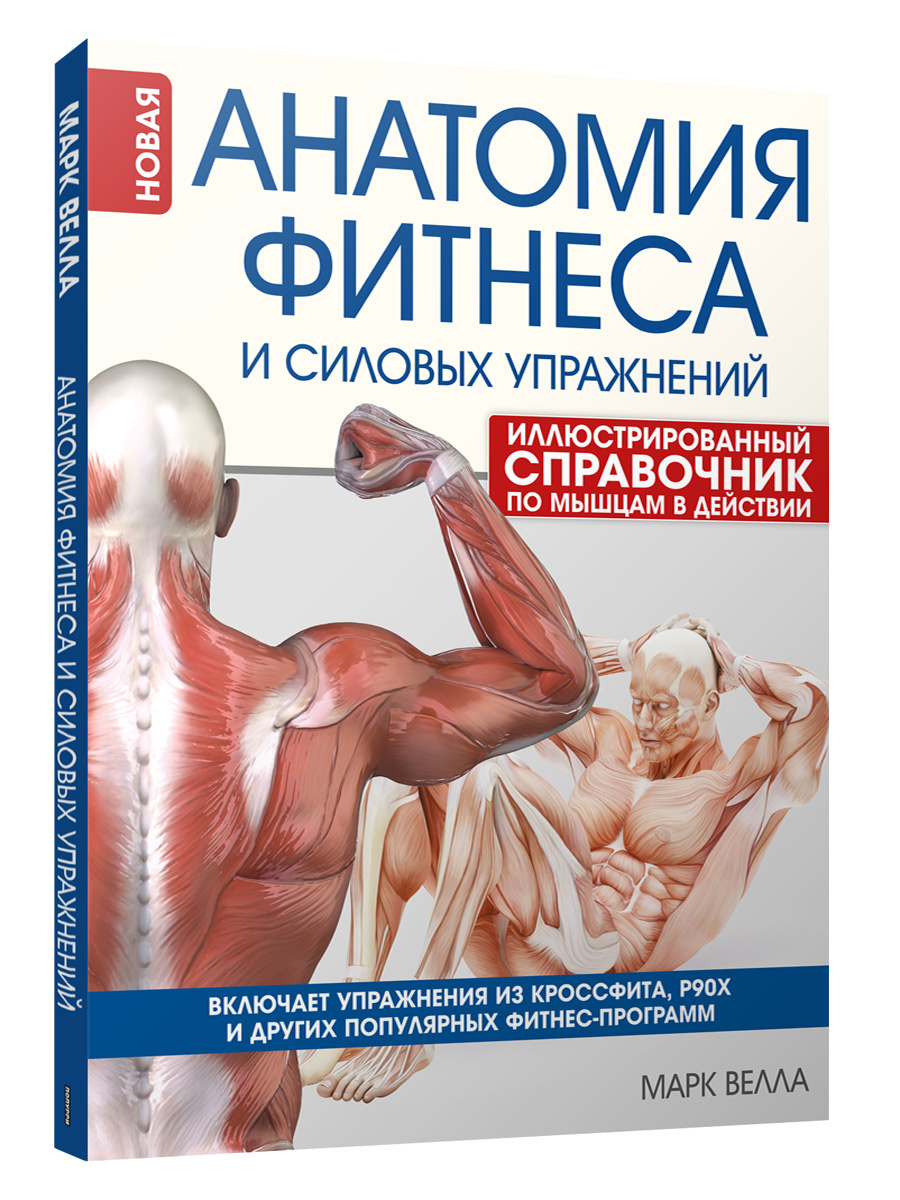 НОВАЯ
АНАТОМИЯ
ФИТНЕСА
И СИЛОВЫХ УПРАЖНЕНИЙ
ИЛЛЮСТРИРОВАННЫЙ
СПРАВОЧНИК
ПО МЫШЦАМ В ДЕЙСТВИИ
ВКЛЮЧАЕТ УПРАЖНЕНИЯ ИЗ КРОССФИТА, P90X
И ДРУГИХ ПОПУЛЯРНЫХ ФИТНЕС-ПРОГРАММ
МАРК ВЕЛЛА
МАРК ВЕЛЛА АНАТОМИЯ ФИТНЕСА И СИЛОВЫХ УПРАЖНЕНИЙ
попурри